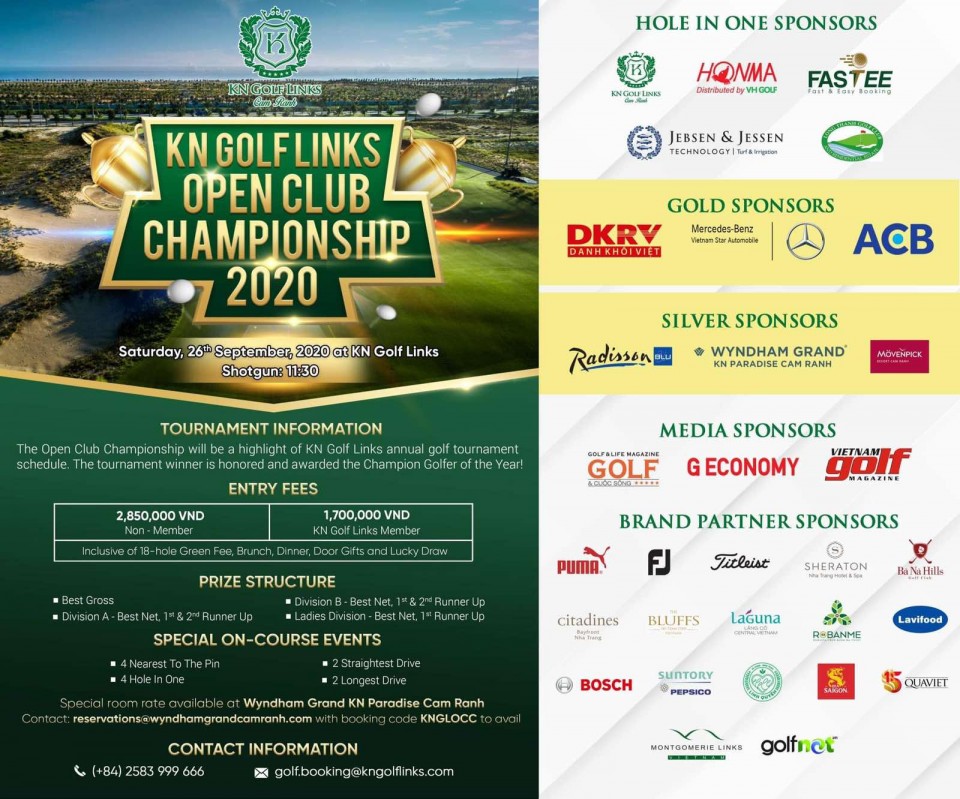 KN GOLF LINKS
Cam Ranh
KN GOLF LINKS
OPEN CLUB
CHAMPIONSHIP
2020
Saturday, 26th September, 2020 at KN Golf Links
Shotgun: 11:30
TOURNAMENT INFORMATION
The Open Club Championship will be a highlight of KN Golf Links annual golf tournament
schedule. The tournament winner is honored and awarded the Champion Golfer of the Year!
ENTRY FEES
2,850,000 VND
Non - Member
1,700,000 VND
KN Golf Links Member
Inclusive of 18-hole Green Fee, Brunch, Dinner, Door Gifts and Lucky Draw
PRIZE STRUCTURE
Best Gross
Division A - Best Net, 1st & 2nd Runner Up
Division B - Best Net, 1st & 2nd Runner Up
Ladies Division - Best Net, 1st Runner Up
SPECIAL ON-COURSE EVENTS
4 Nearest To The Pin
4 Hole In One
2 Straightest Drive
2 Longest Drive
Special room rate available at Wyndham Grand KN Paradise Cam Ranh
Contact: reservations@wyndhamgrandcamranh.com with booking code KNGLOCC to avail
CONTACT INFORMATION
(+84) 2583 999 666
golf.booking@kngolflinks.com
HOLE IN ONE SPONSORS
KN GOLF LINKS
Cam Ranh
HONMA
Distributed by VH GOLF
FASTEE
Fast & Easy Booking
JEBSEN & JESSEN
TECHNOLOGY | Turf & Irrigation
GOLD SPONSORS
DKRV
DANH KHÔI VIỆT
Mercedes-Benz
Vietnam Star Automobile
ACB
SILVER SPONSORS
Radisson BLU
WYNDHAM GRAND
KN PARADISE CAM RANH
MÖVENPICK
RESORT CAM RANH
MEDIA SPONSORS
GOLF & LIFE MAGAZINE
GOLF
& CUỘC SỐNG
G ECONOMY
VIETNAM
golf
MAGAZINE
BRAND PARTNER SPONSORS
PUMA
FJ
Titleist
SHERATON
Nha Trang Hotel & Spa
Bà Nà Hills
Golf Club
citadines
Bayfront
Nha Trang
THE
BLUFFS
laguna
LĂNG CÔ
CENTRAL VIETNAM
ROBANME
Lavifood
BOSCH
SUNTORY
PEPSICO
SAIGON
QUAVIET
MONTGOMERIE LINKS
VIETNAM
golfnet